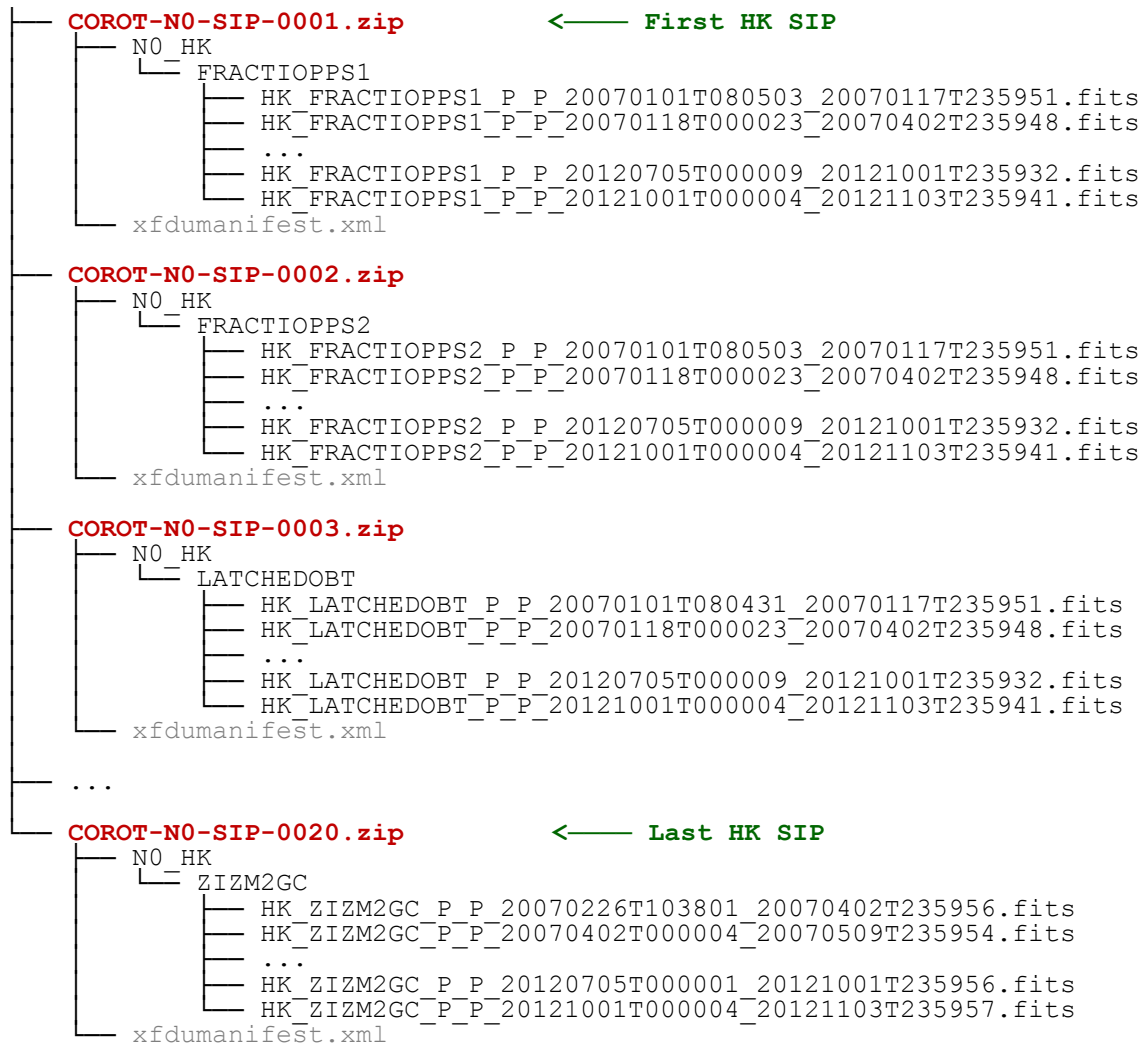 COROT-N0-SIP-0001.zip <──── First HK SIP
N0_HK
FRACTIOPPS1
HK_FRACTIOPPS1_P_P_20070101T080503_20070117T235951.fits
HK_FRACTIOPPS1_P_P_20070118T000023_20070402T235948.fits
...
HK_FRACTIOPPS1_P_P_20120705T000009_20121001T235932.fits
HK_FRACTIOPPS1_P_P_20121001T000004_20121103T235941.fits
xfdumanifest.xml
COROT-N0-SIP-0002.zip
N0_HK
FRACTIOPPS2
HK_FRACTIOPPS2_P_P_20070101T080503_20070117T235951.fits
HK_FRACTIOPPS2_P_P_20070118T000023_20070402T235948.fits
...
HK_FRACTIOPPS2_P_P_20120705T000009_20121001T235932.fits
HK_FRACTIOPPS2_P_P_20121001T000004_20121103T235941.fits
xfdumanifest.xml
COROT-N0-SIP-0003.zip
N0_HK
LATCHEDOBT
HK_LATCHEDOBT_P_P_20070101T080431_20070117T235951.fits
HK_LATCHEDOBT_P_P_20070118T000023_20070402T235948.fits
...
HK_LATCHEDOBT_P_P_20120705T000009_20121001T235932.fits
HK_LATCHEDOBT_P_P_20121001T000004_20121103T235941.fits
xfdumanifest.xml
...
COROT-N0-SIP-0020.zip <──── Last HK SIP
N0_HK
ZIZM2GC
HK_ZIZM2GC_P_P_20070226T103801_20070402T235956.fits
HK_ZIZM2GC_P_P_20070402T000004_20070509T235954.fits
...
HK_ZIZM2GC_P_P_20120705T000001_20121001T235956.fits
HK_ZIZM2GC_P_P_20121001T000004_20121103T235957.fits
xfdumanifest.xml